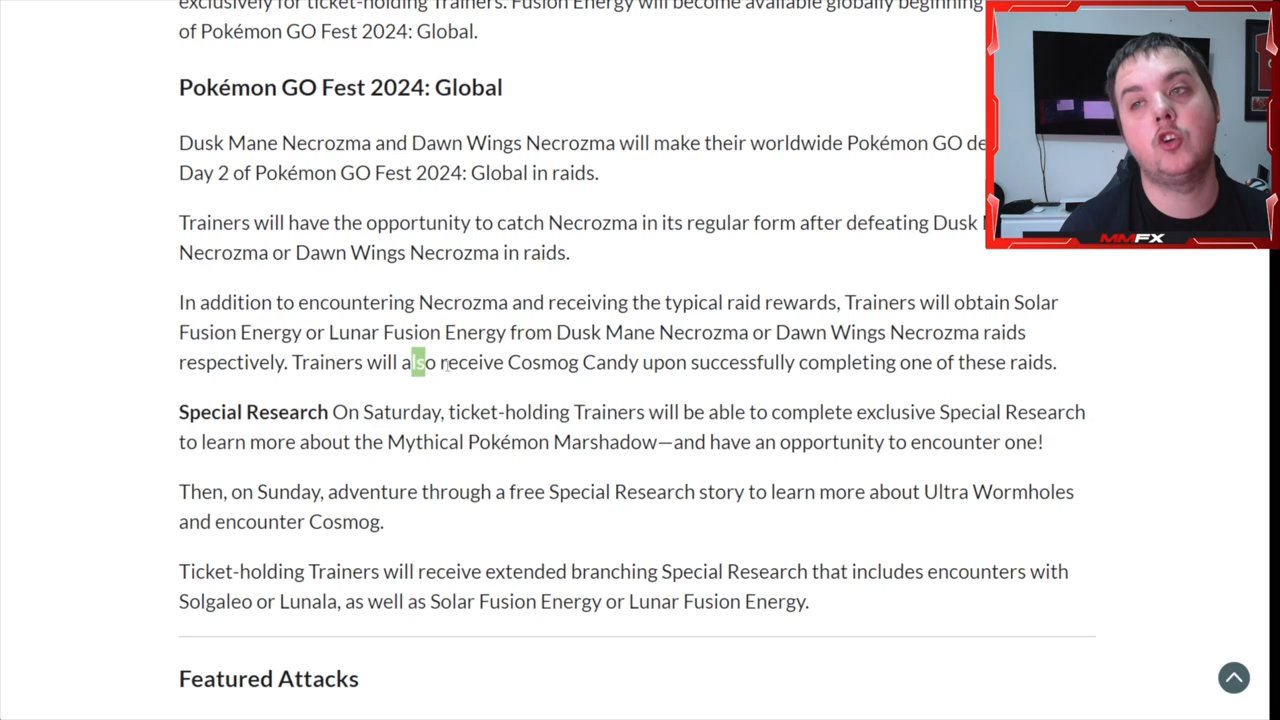 exclusively for ticket-holding Trainers. Fusion Energy will become available globally beginning
of Pokémon GO Fest 2024: Global.
Pokémon GO Fest 2024: Global
Dusk Mane Necrozma and Dawn Wings Necrozma will make their worldwide Pokémon GO de
Day 2 of Pokémon GO Fest 2024: Global in raids.
Trainers will have the opportunity to catch Necrozma in its regular form after defeating Dusk
Necrozma or Dawn Wings Necrozma in raids.
In addition to encountering Necrozma and receiving the typical raid rewards, Trainers will obtain Solar
Fusion Energy or Lunar Fusion Energy from Dusk Mane Necrozma or Dawn Wings Necrozma raids
respectively. Trainers will also receive Cosmog Candy upon successfully completing one of these raids.
Special Research On Saturday, ticket-holding Trainers will be able to complete exclusive Special Research
to learn more about the Mythical Pokémon Marshadow—and have an opportunity to encounter one!
Then, on Sunday, adventure through a free Special Research story to learn more about Ultra Wormholes
and encounter Cosmog.
Ticket-holding Trainers will receive extended branching Special Research that includes encounters with
Solgaleo or Lunala, as well as Solar Fusion Energy or Lunar Fusion Energy.
Featured Attacks
MMFX